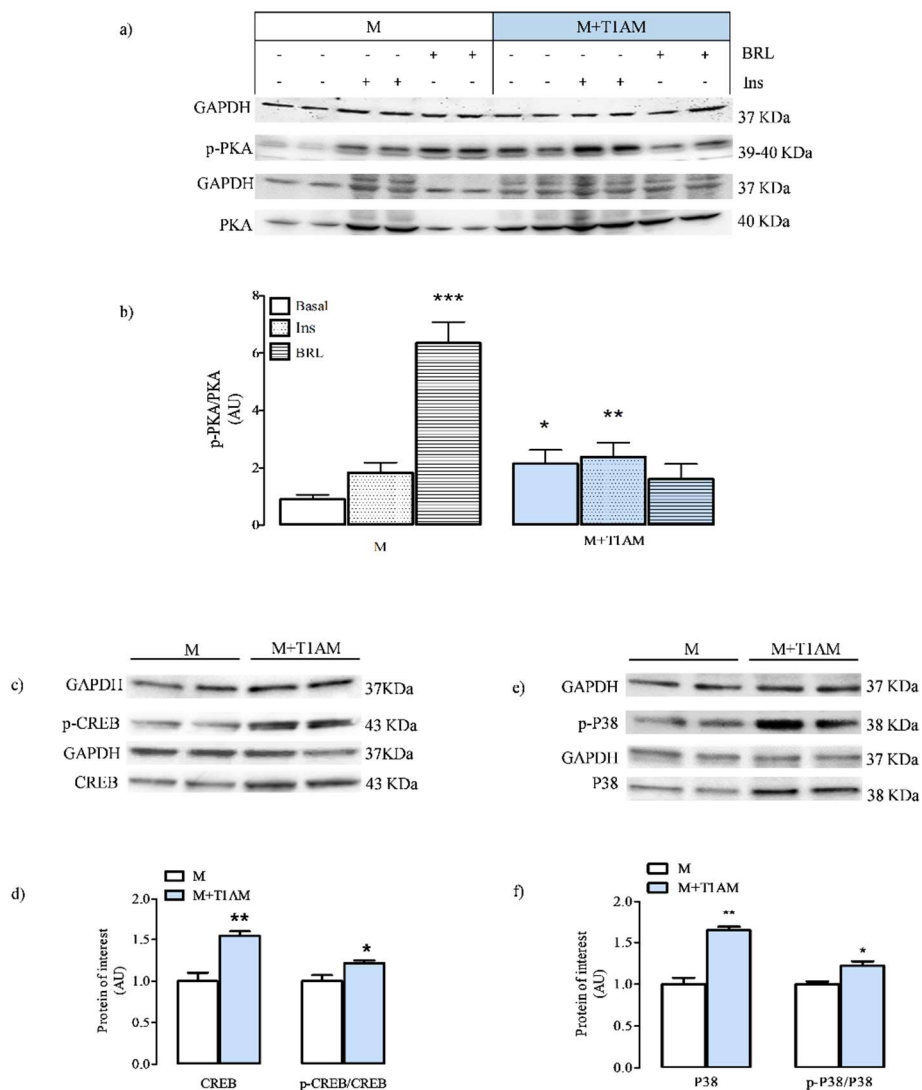 a)
M M+T1AM
- - - - + + - - - - + + BRL
- - + + - - - - + + - - Ins
GAPDH 37 KDa
p-PKA 39-40 KDa
GAPDH 37 KDa
PKA 40 KDa
b)
p-PKA/PKA
(AU)
8
6
4
2
0
Basal
Ins
BRL
***
*
**
M M+T1AM
c)
M M+T1AM
GAPDH 37KDa
p-CREB 43 KDa
GAPDH 37KDa
CREB 43 KDa
e)
M M+T1AM
GAPDH 37 KDa
p-P38 38 KDa
GAPDH 37 KDa
P38 38 KDa
d)
M
M+T1AM
Protein of interest
(AU)
2.0
1.5
1.0
0.5
**
*
CREB p-CREB/CREB
f)
M
M+T1AM
Protein of interest
(AU)
2.0
1.5
1.0
0.5
**
*
P38 p-P38/P38